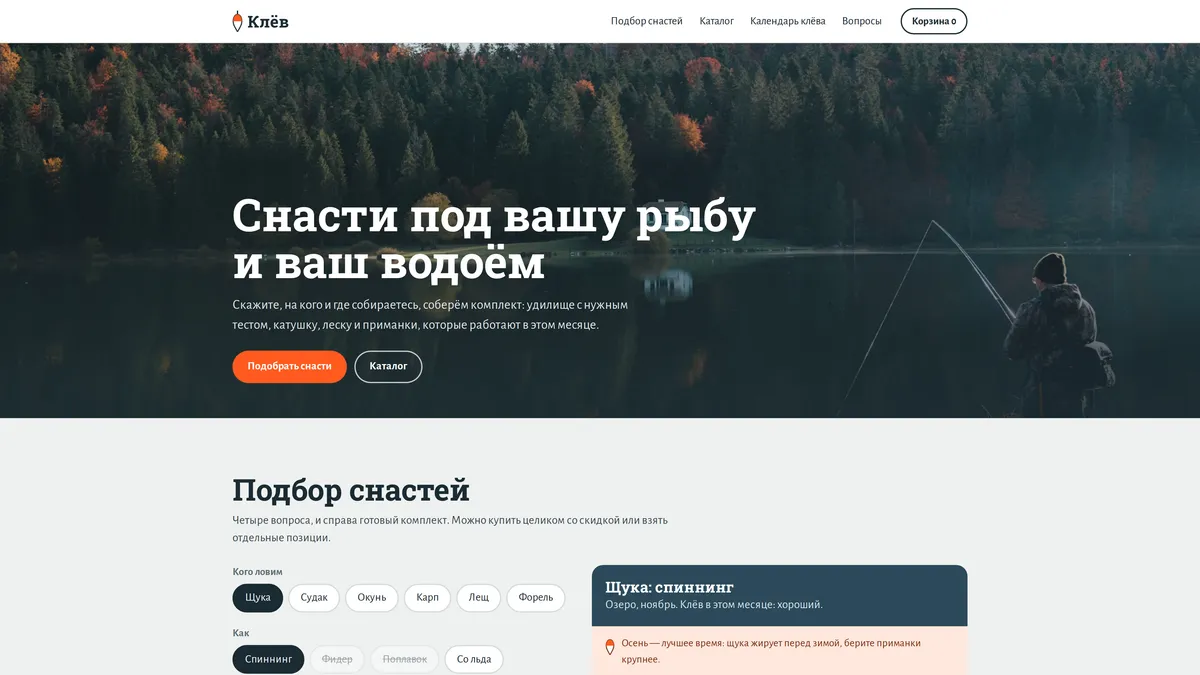 Клёв
Подбор снастей
Каталог
Календарь клёва
Вопросы
Корзина 0
Снасти под вашу рыбу
и ваш водоём
Скажите, на кого и где собираетесь, соберём комплект: удилище с нужным
тестом, катушку, леску и приманки, которые работают в этом месяце.
Подобрать снасти
Каталог
Подбор снастей
Четыре вопроса, и справа готовый комплект. Можно купить целиком со скидкой или взять
отдельные позиции.
Кого ловим
Щука
Судак
Окунь
Карп
Лещ
Форель
Как
Спиннинг
Фидер
Поплавок
Со льда
Щука: спиннинг
Озеро, ноябрь. Клёв в этом месяце: хороший.
Осень — лучшее время: щука жирует перед зимой, берите приманки
крупнее.